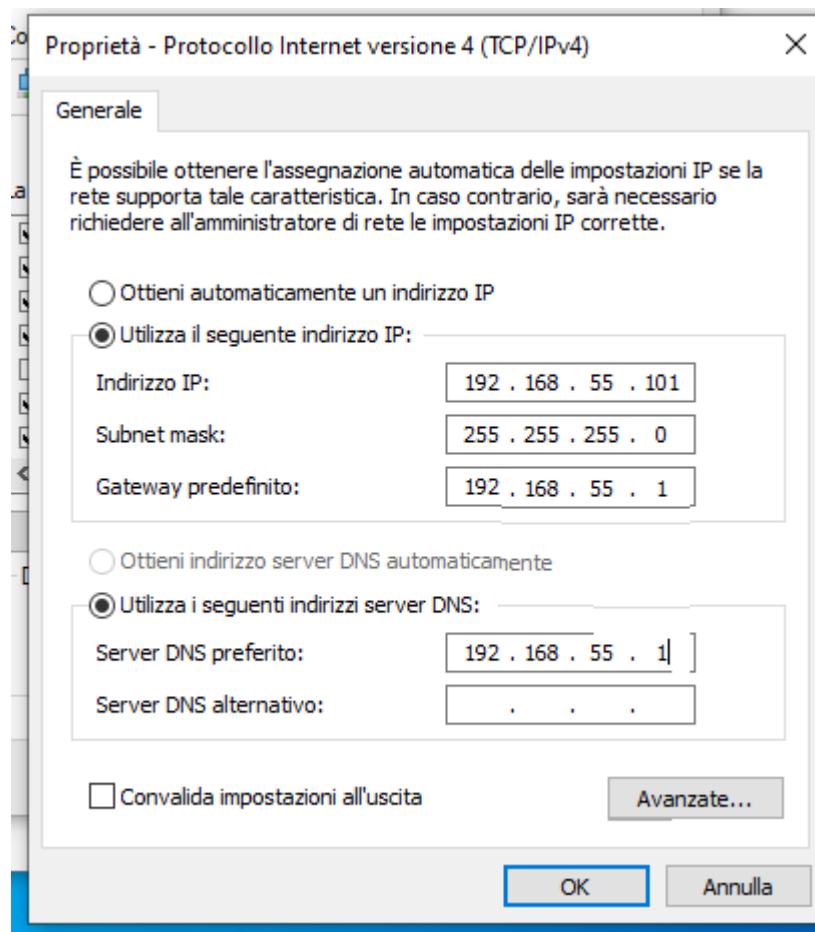 Co
Proprietà - Protocollo Internet versione 4 (TCP/IPv4)
Generale
La
È possibile ottenere l'assegnazione automatica delle impostazioni IP se la
rete supporta tale caratteristica. In caso contrario, sarà necessario
richiedere all'amministratore di rete le impostazioni IP corrette.
Ottieni automaticamente un indirizzo IP
Utilizza il seguente indirizzo IP:
Indirizzo IP: 192 . 168 . 55 . 101
Subnet mask: 255 . 255 . 255 . 0
Gateway predefinito: 192 . 168 . 55 . 1
Ottieni indirizzo server DNS automaticamente
Utilizza i seguenti indirizzi server DNS:
Server DNS preferito: 192 . 168 . 55 . 1
Server DNS alternativo: . . .
Convalida impostazioni all'uscita
Avanzate...
OK Annulla